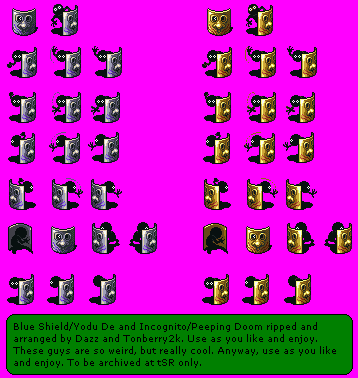 Blue Shield/Yodu De and Incognito/Peeping Doom ripped and
arranged by Dazz and Tonberry2k. Use as you like and enjoy.
These guys are so weird, but really cool. Anyway, use as you like
and enjoy. To be archived at tSR only.